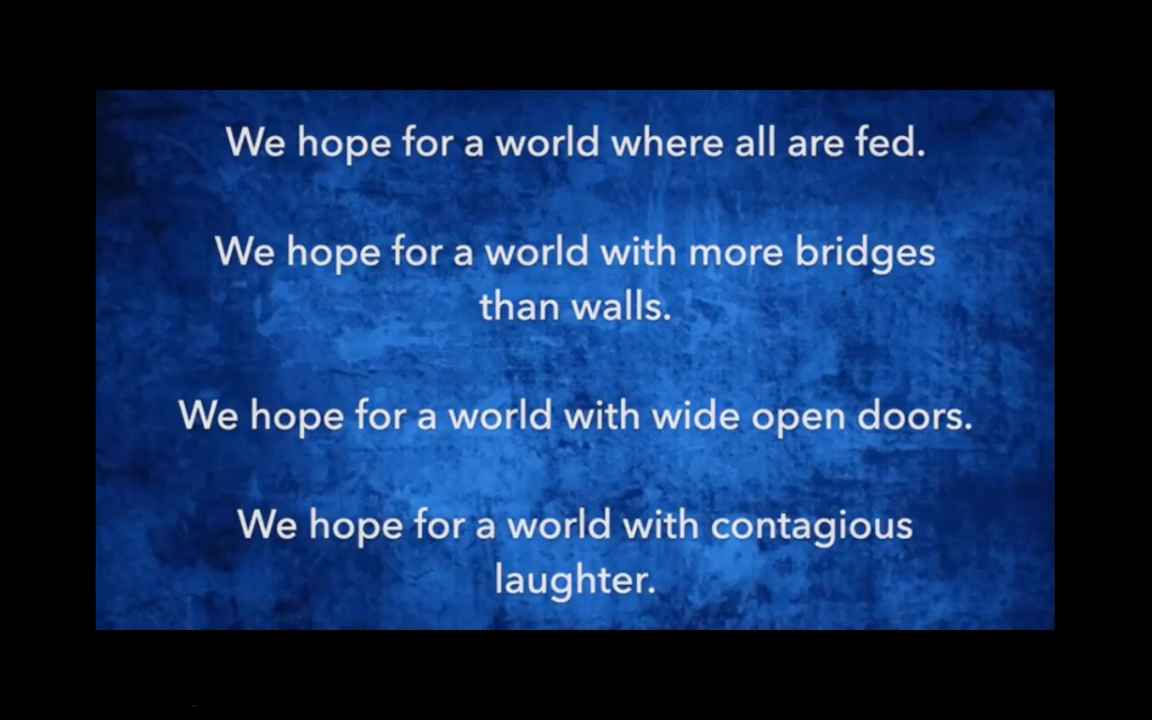 We hope for a world where all are fed.
We hope for a world with more bridges
than walls.
We hope for a world with wide open doors.
We hope for a world with contagious
laughter.